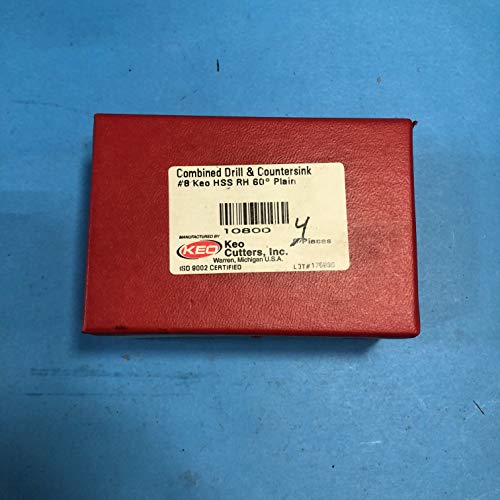 Combined Drill & Countersink
#8 Keo HSS RH 60° Plain
10800
4
Pieces
MANUFACTURED BY
KEO
Keo
Cutters, Inc.
Warren, Michigan U.S.A.
ISO 9002 CERTIFIED